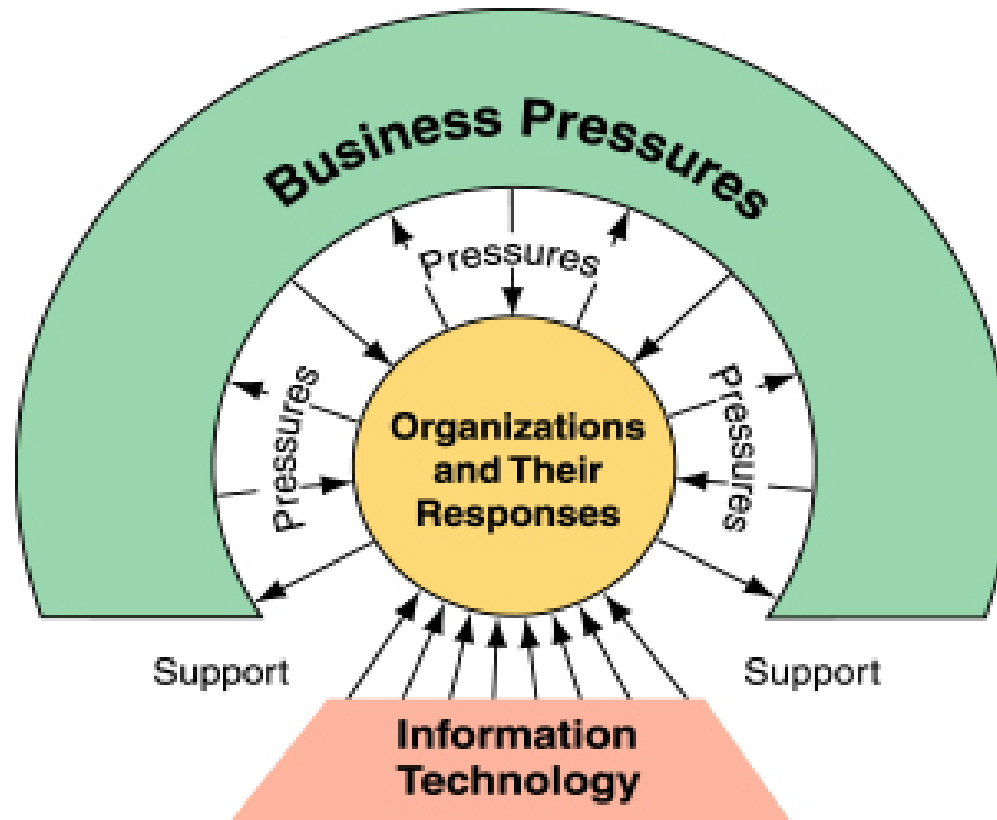 Business Pressures
Pressures
Pressures
Pressures
Organizations
and Their
Responses
Support
Support
Information
Technology